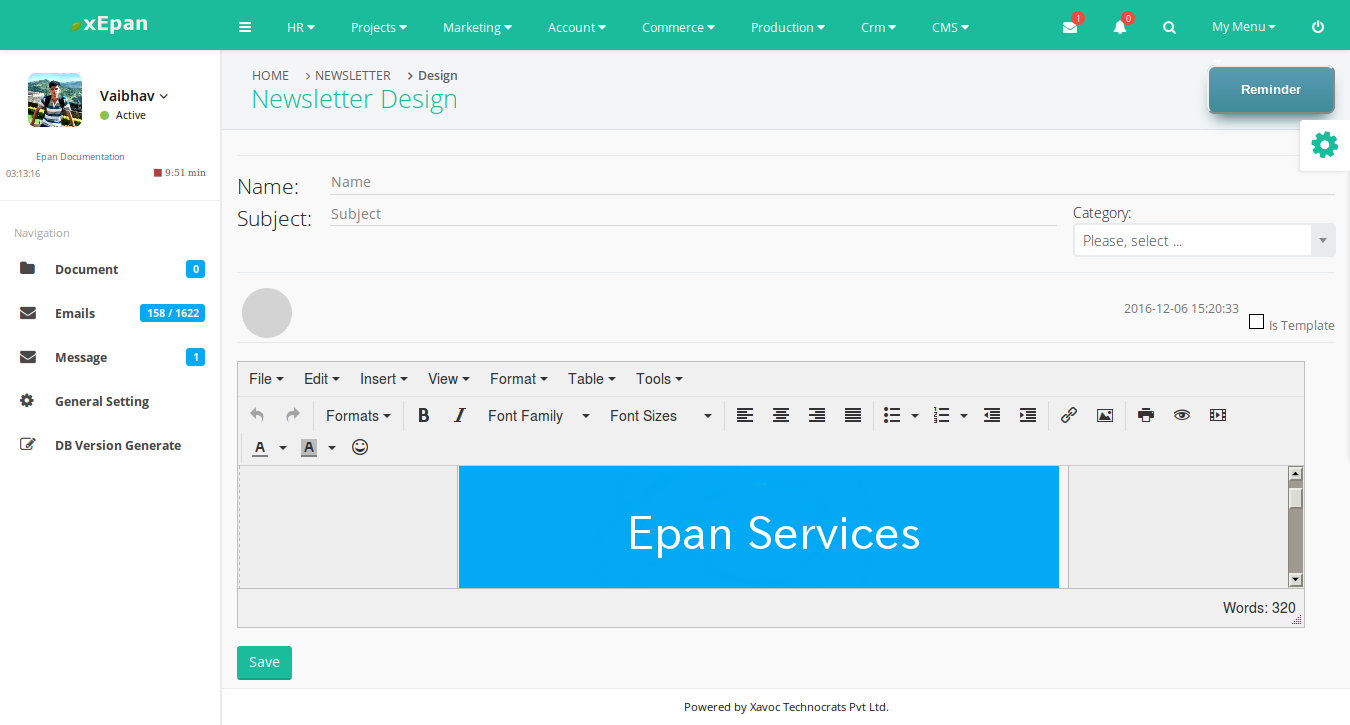 xEpan
HR Projects Marketing Account Commerce Production Crm CMS 1 0 My Menu
Vaibhav
Active
Epan Documentation
03:13:16 9:51 min
Navigation
Document 0
Emails 158 / 1622
Message 1
General Setting
DB Version Generate
HOME > NEWSLETTER > Design
Newsletter Design
Reminder
Name: Name
Subject: Subject
Category:
Please, select ...
2016-12-06 15:20:33
Is Template
File Edit Insert View Format Table Tools
Formats B I Font Family Font Sizes
A A
Epan Services
Words: 320
Save
Powered by Xavoc Technocrats Pvt Ltd.